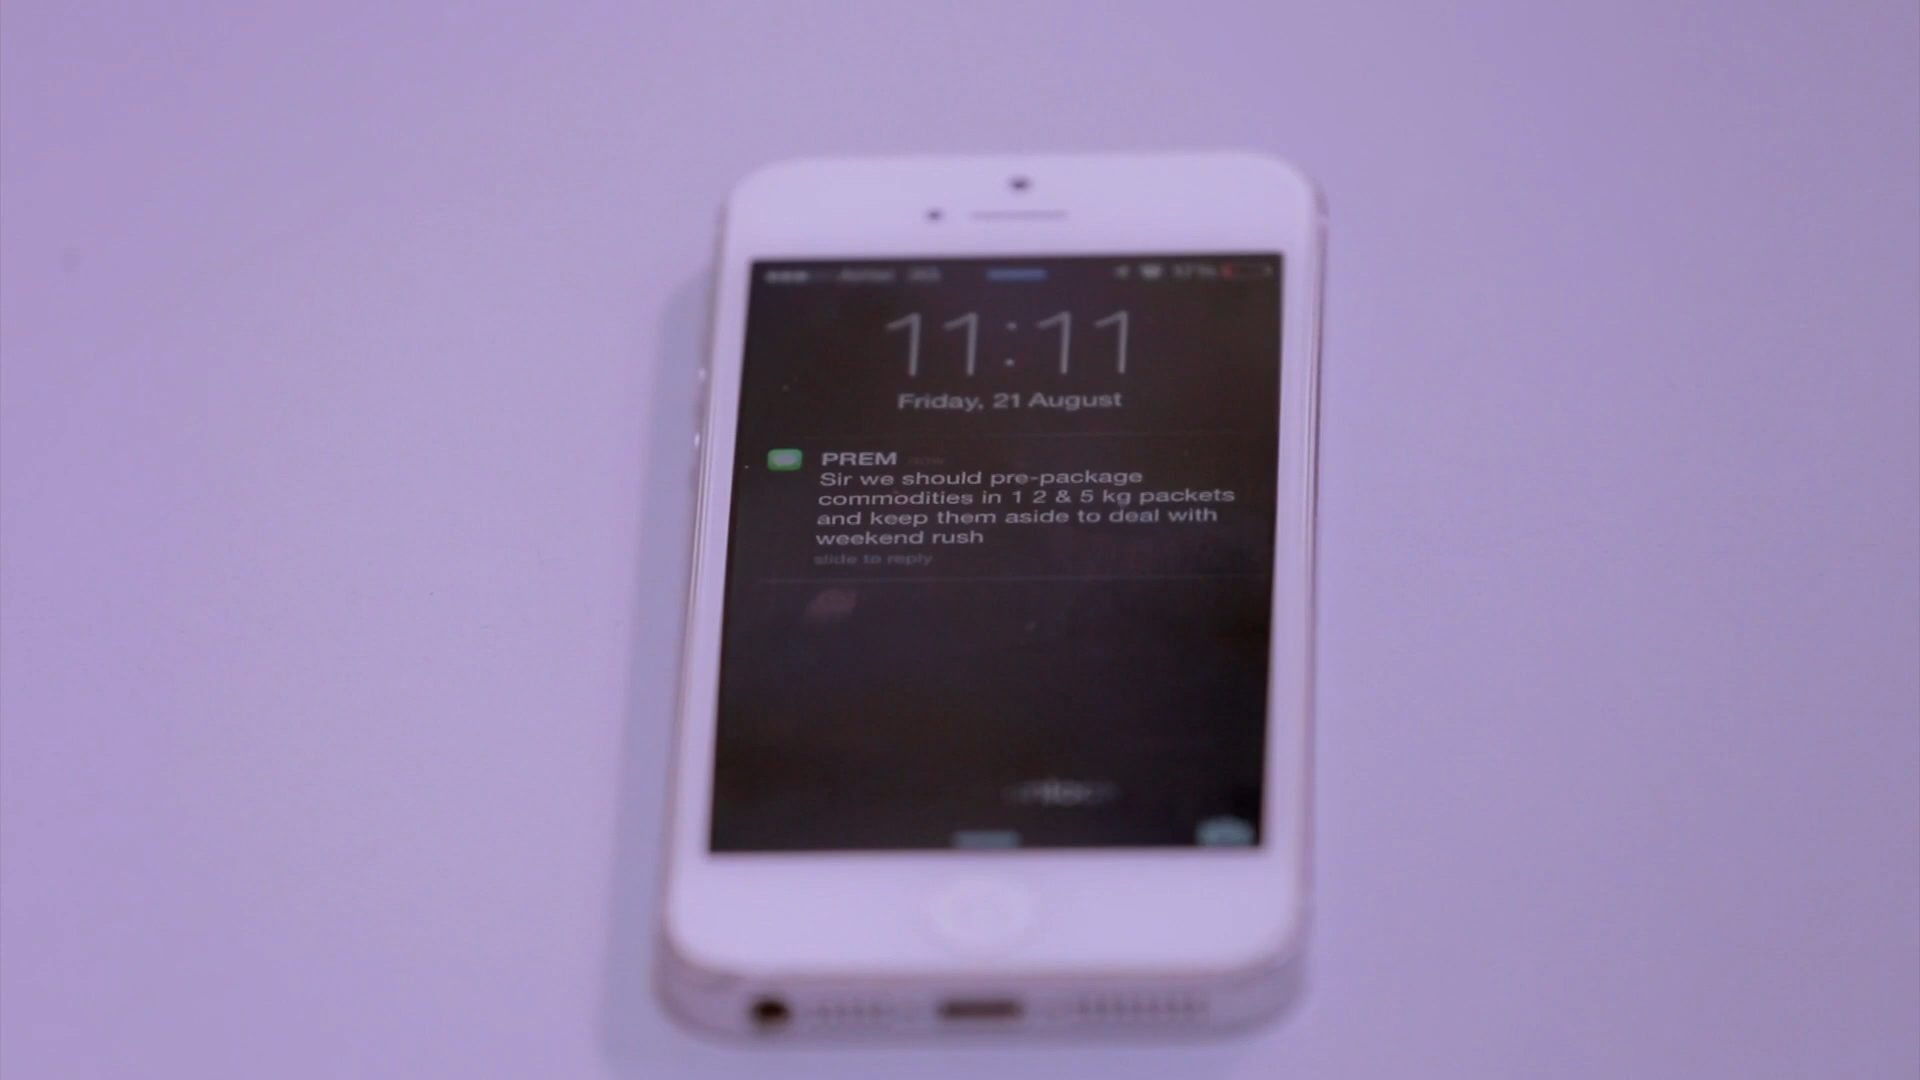 11:11
Friday, 21 August
PREM now
Sir we should pre-package
commodities in 1 2 & 5 kg packets
and keep them aside to deal with
weekend rush
slide to reply